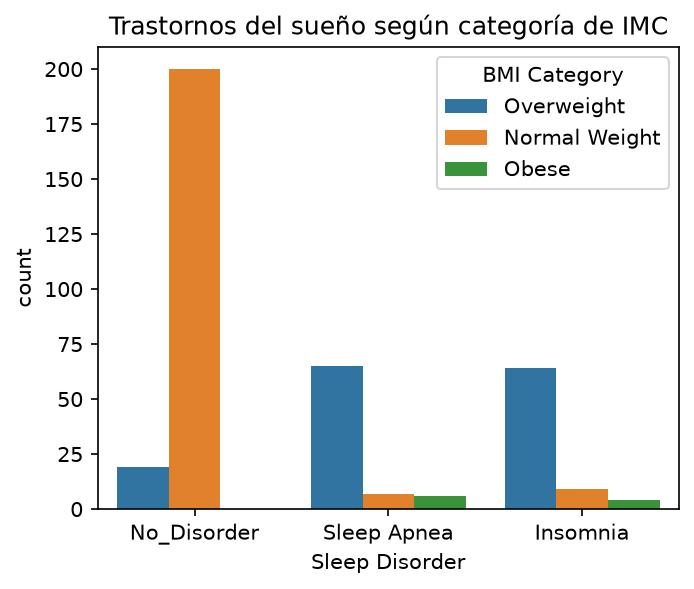 Trastornos del sueño según categoría de IMC
BMI Category
Overweight
Normal Weight
Obese
200
175
150
125
100
75
50
25
0
count
No_Disorder Sleep Apnea Insomnia
Sleep Disorder